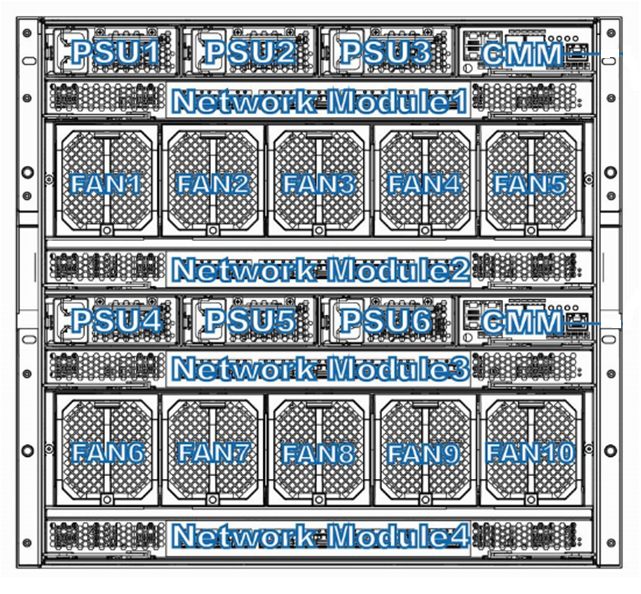 PSU1 PSU2 PSU3 CMM
Network Module1
FAN1 FAN2 FAN3 FAN4 FAN5
Network Module2
PSU4 PSU5 PSU6 CMM
Network Module3
FAN6 FAN7 FAN8 FAN9 FAN10
Network Module4